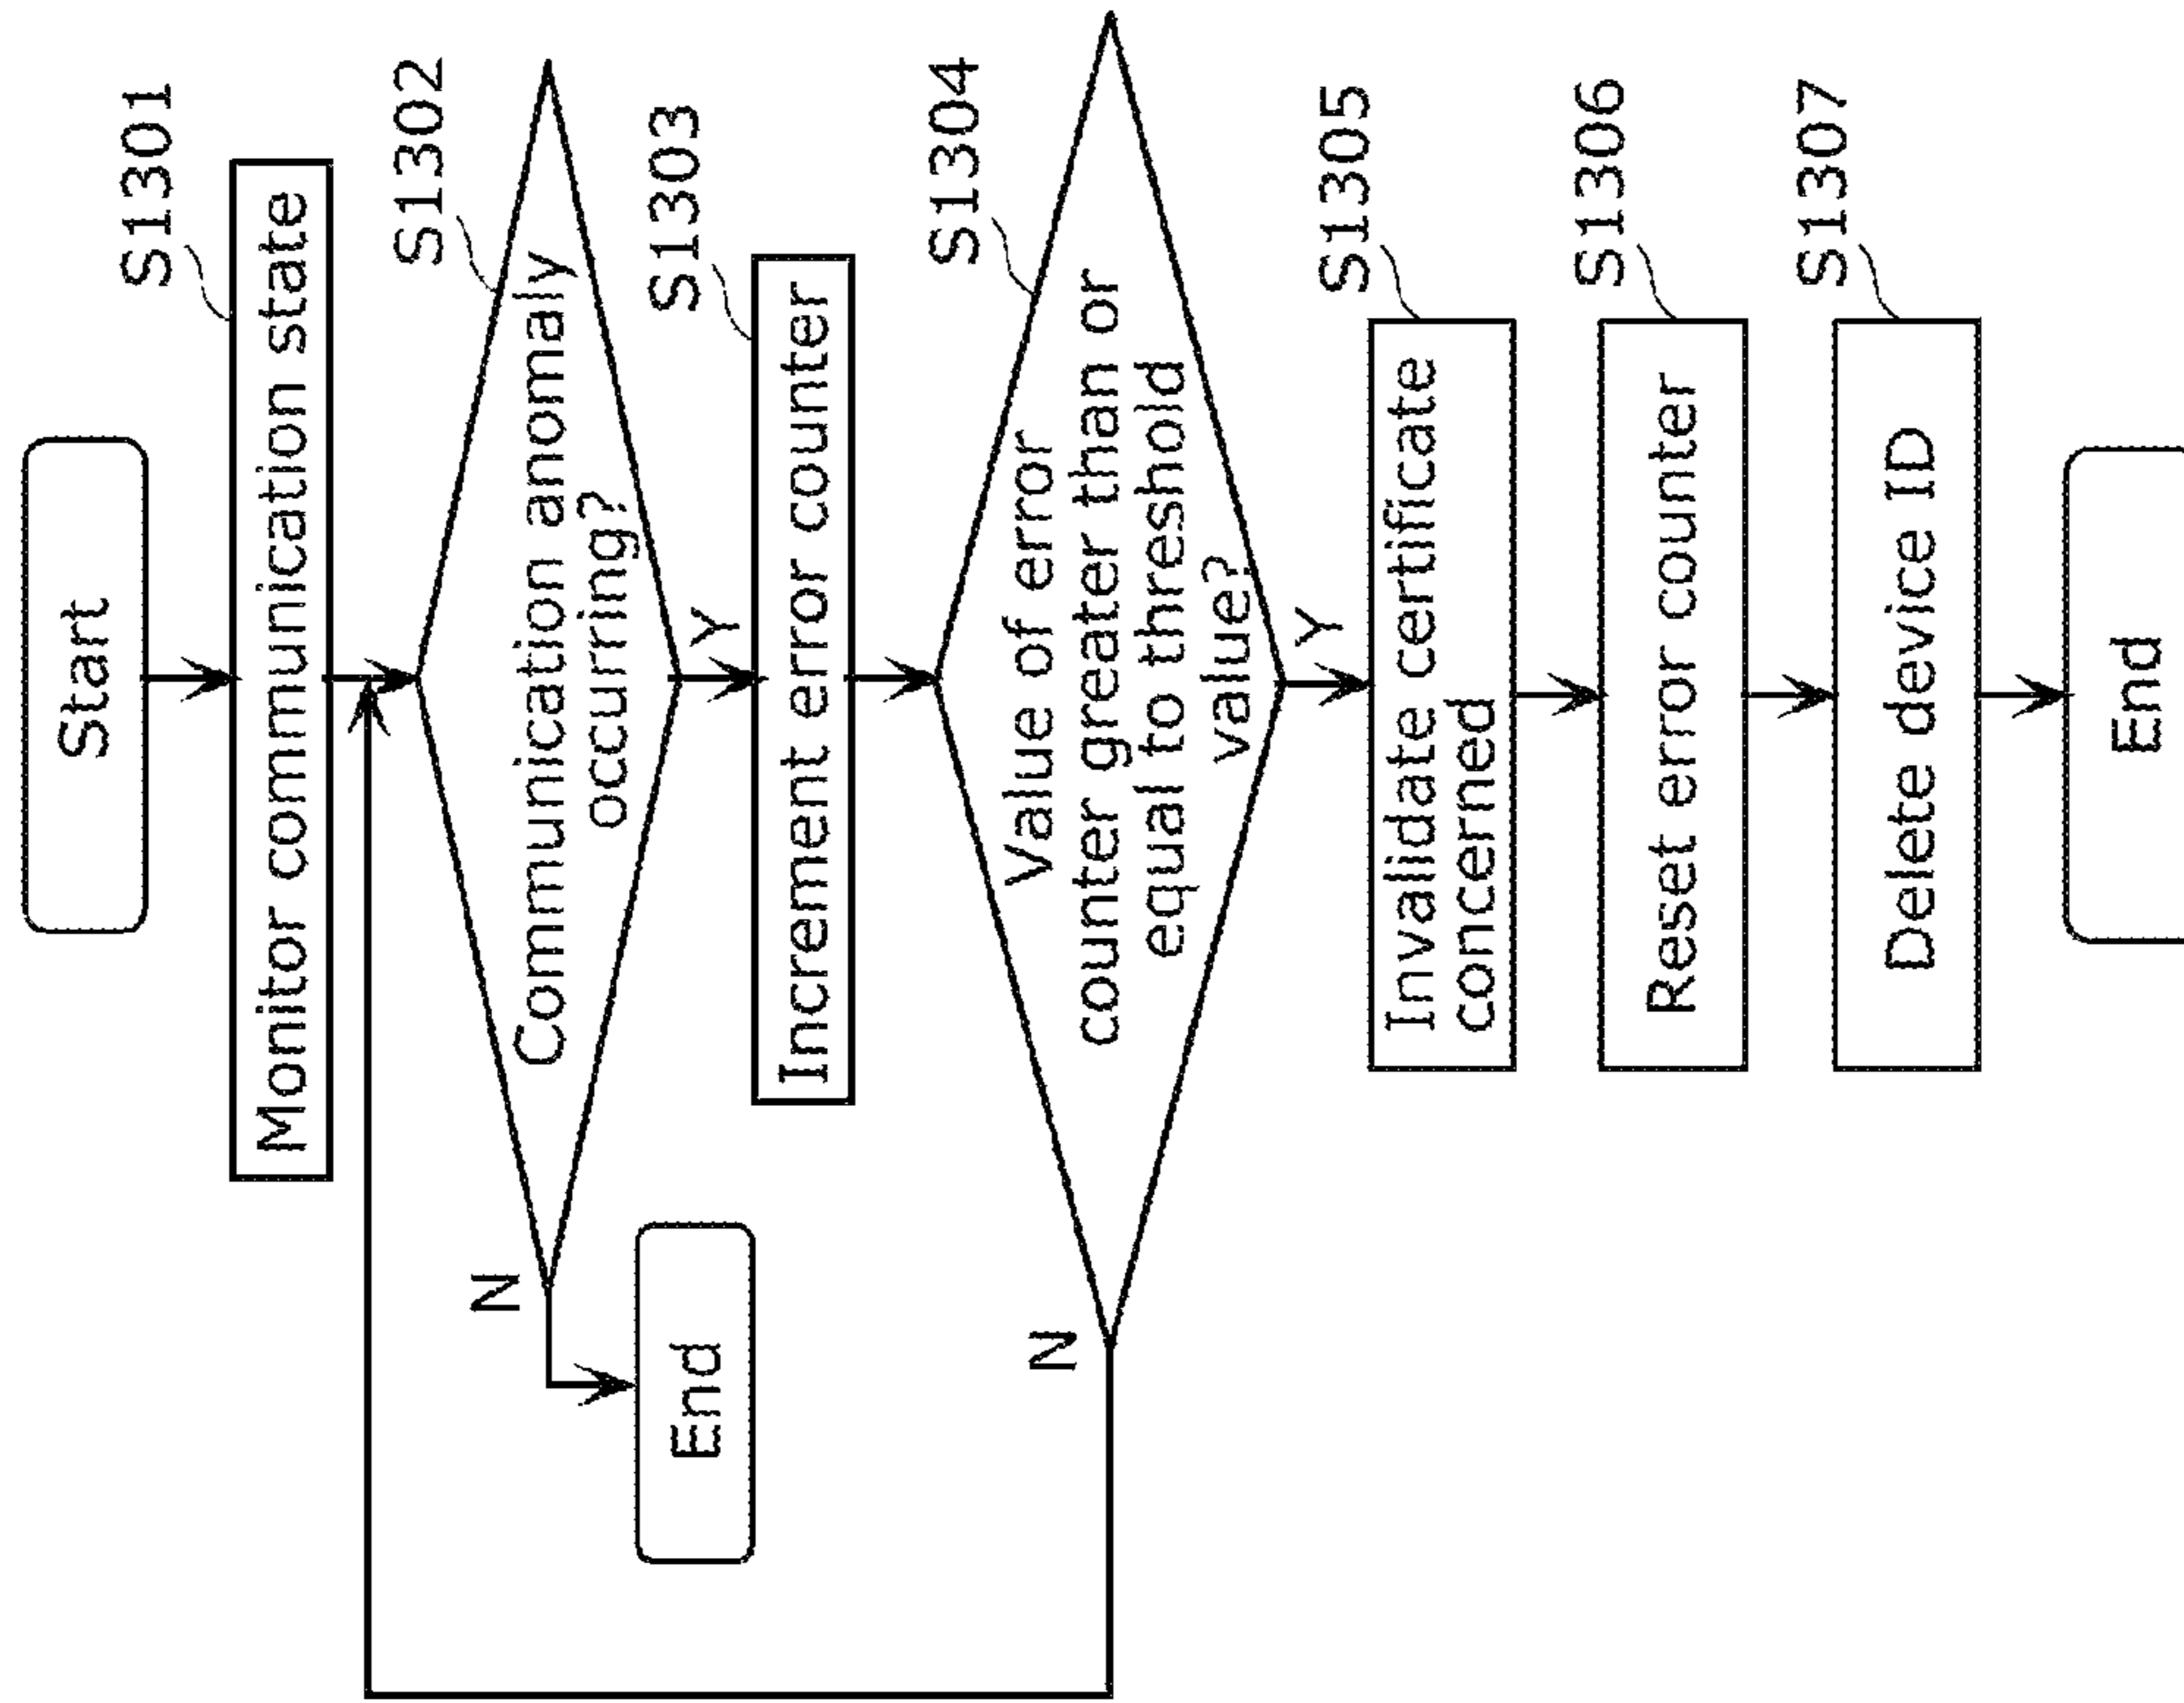 Start
S1301
Monitor communication state
S1302
Communication anomaly
occurring?
N
Y
End
S1303
Increment error counter
S1304
Value of error
counter greater than or
equal to threshold
value?
N
Y
S1305
Invalidate certificate
concerned
S1306
Reset error counter
S1307
Delete device ID
End